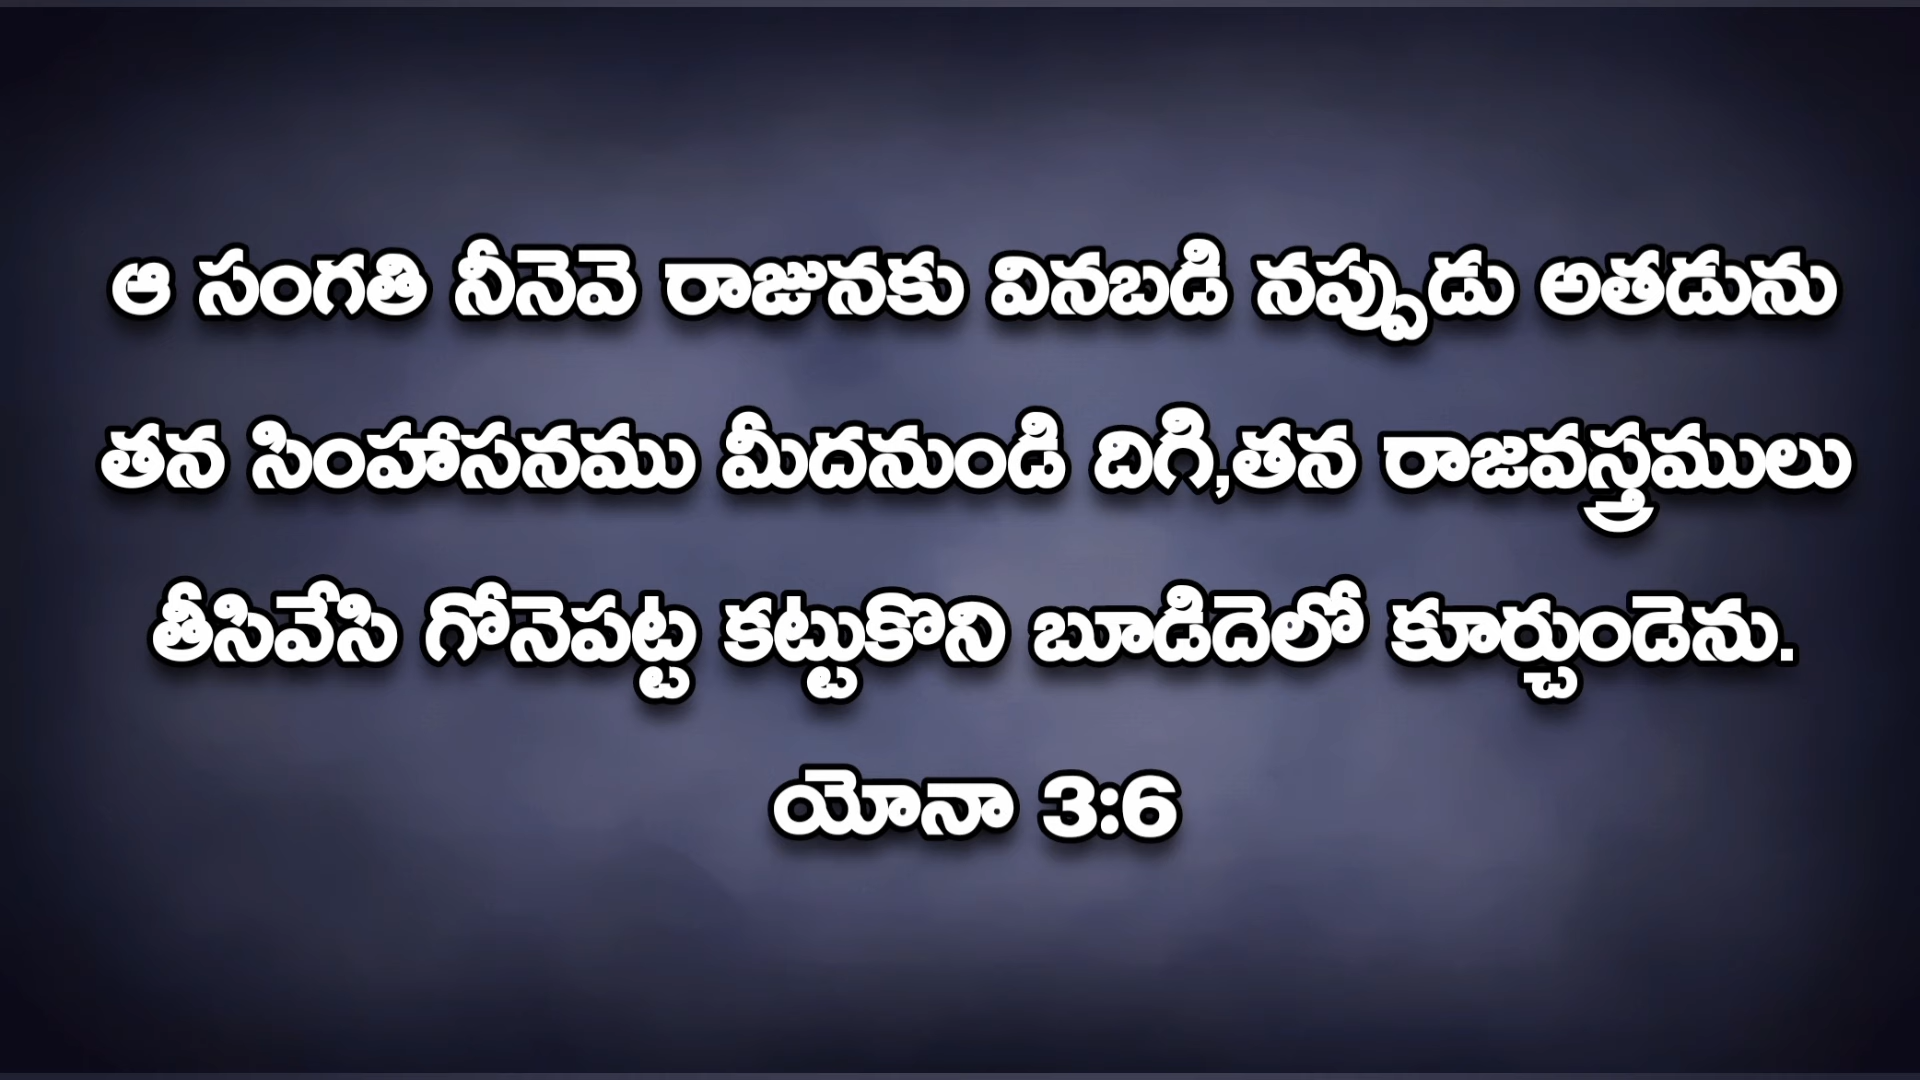 ఆ సంగతి నీనెవె రాజునకు వినబడి నప్పుడు అతడును
తన సింహాసనము మీదనుండి దిగి,తన రాజవస్త్రములు
తీసివేసి గోనెపట్ట కట్టుకొని బూడిదెలో కూర్చుండెను.
యోనా 3:6